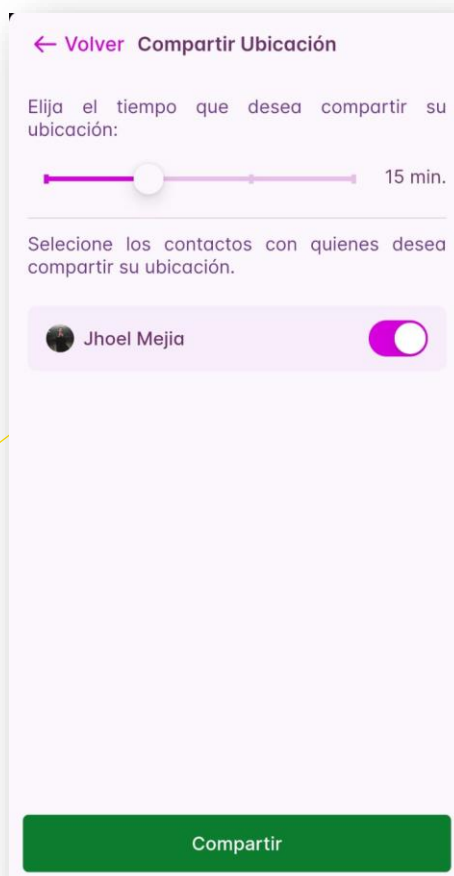 ← Volver Compartir Ubicación
Elija el tiempo que desea compartir su
ubicación:
15 min.
Selecione los contactos con quienes desea
compartir su ubicación.
Jhoel Mejia
Compartir